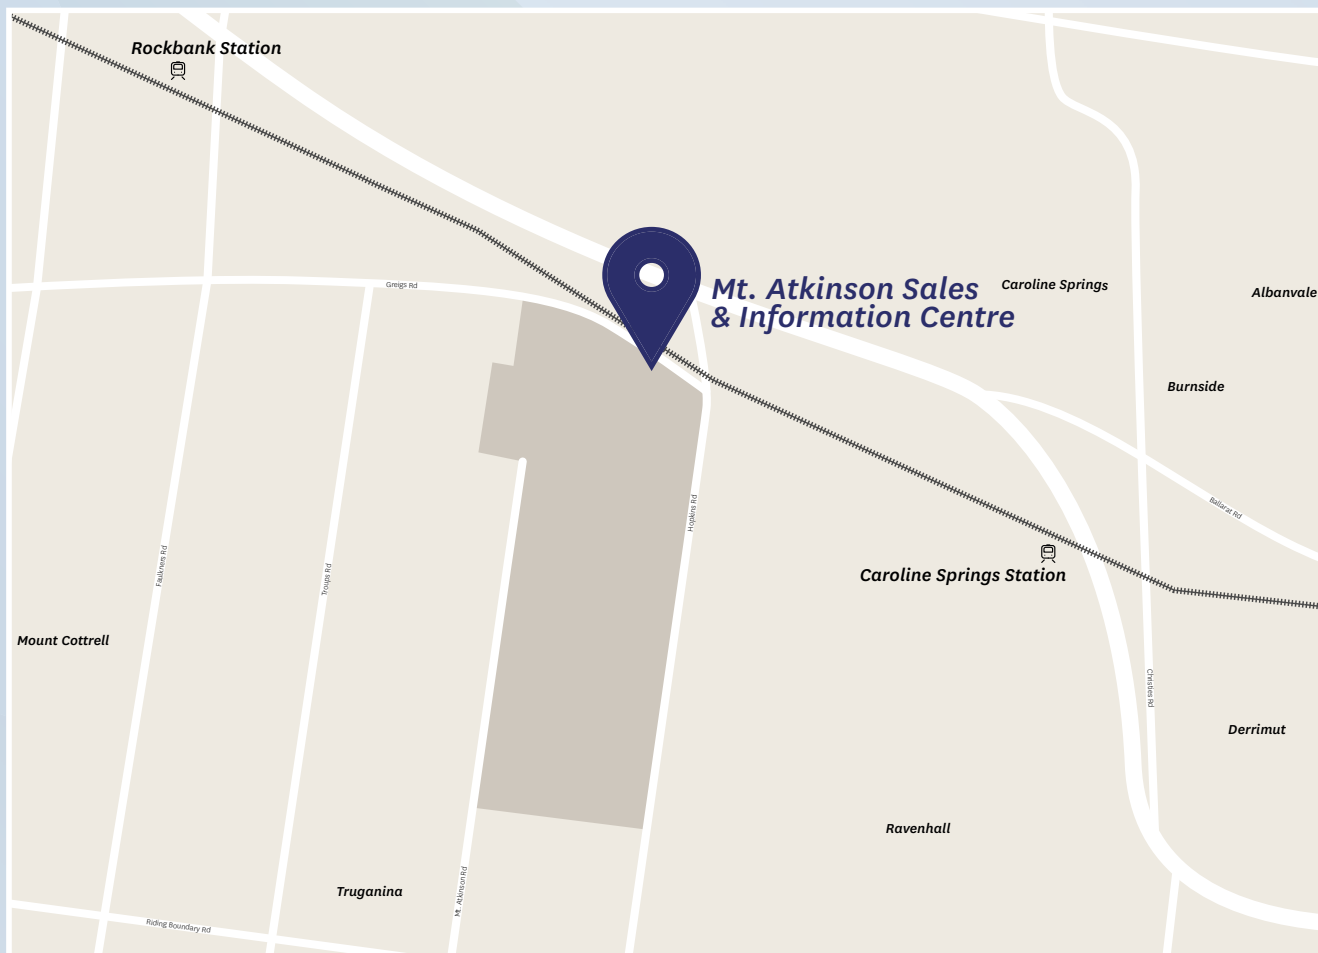 Rockbank Station
Greigs Rd
Mt. Atkinson Sales
& Information Centre
Caroline Springs
Albanvale
Burnside
Hopkins Rd
Ballarat Rd
Faulkners Rd
Troups Rd
Caroline Springs Station
Mount Cottrell
Christies Rd
Derrimut
Ravenhall
Mt. Atkinson Rd
Truganina
Riding Boundary Rd